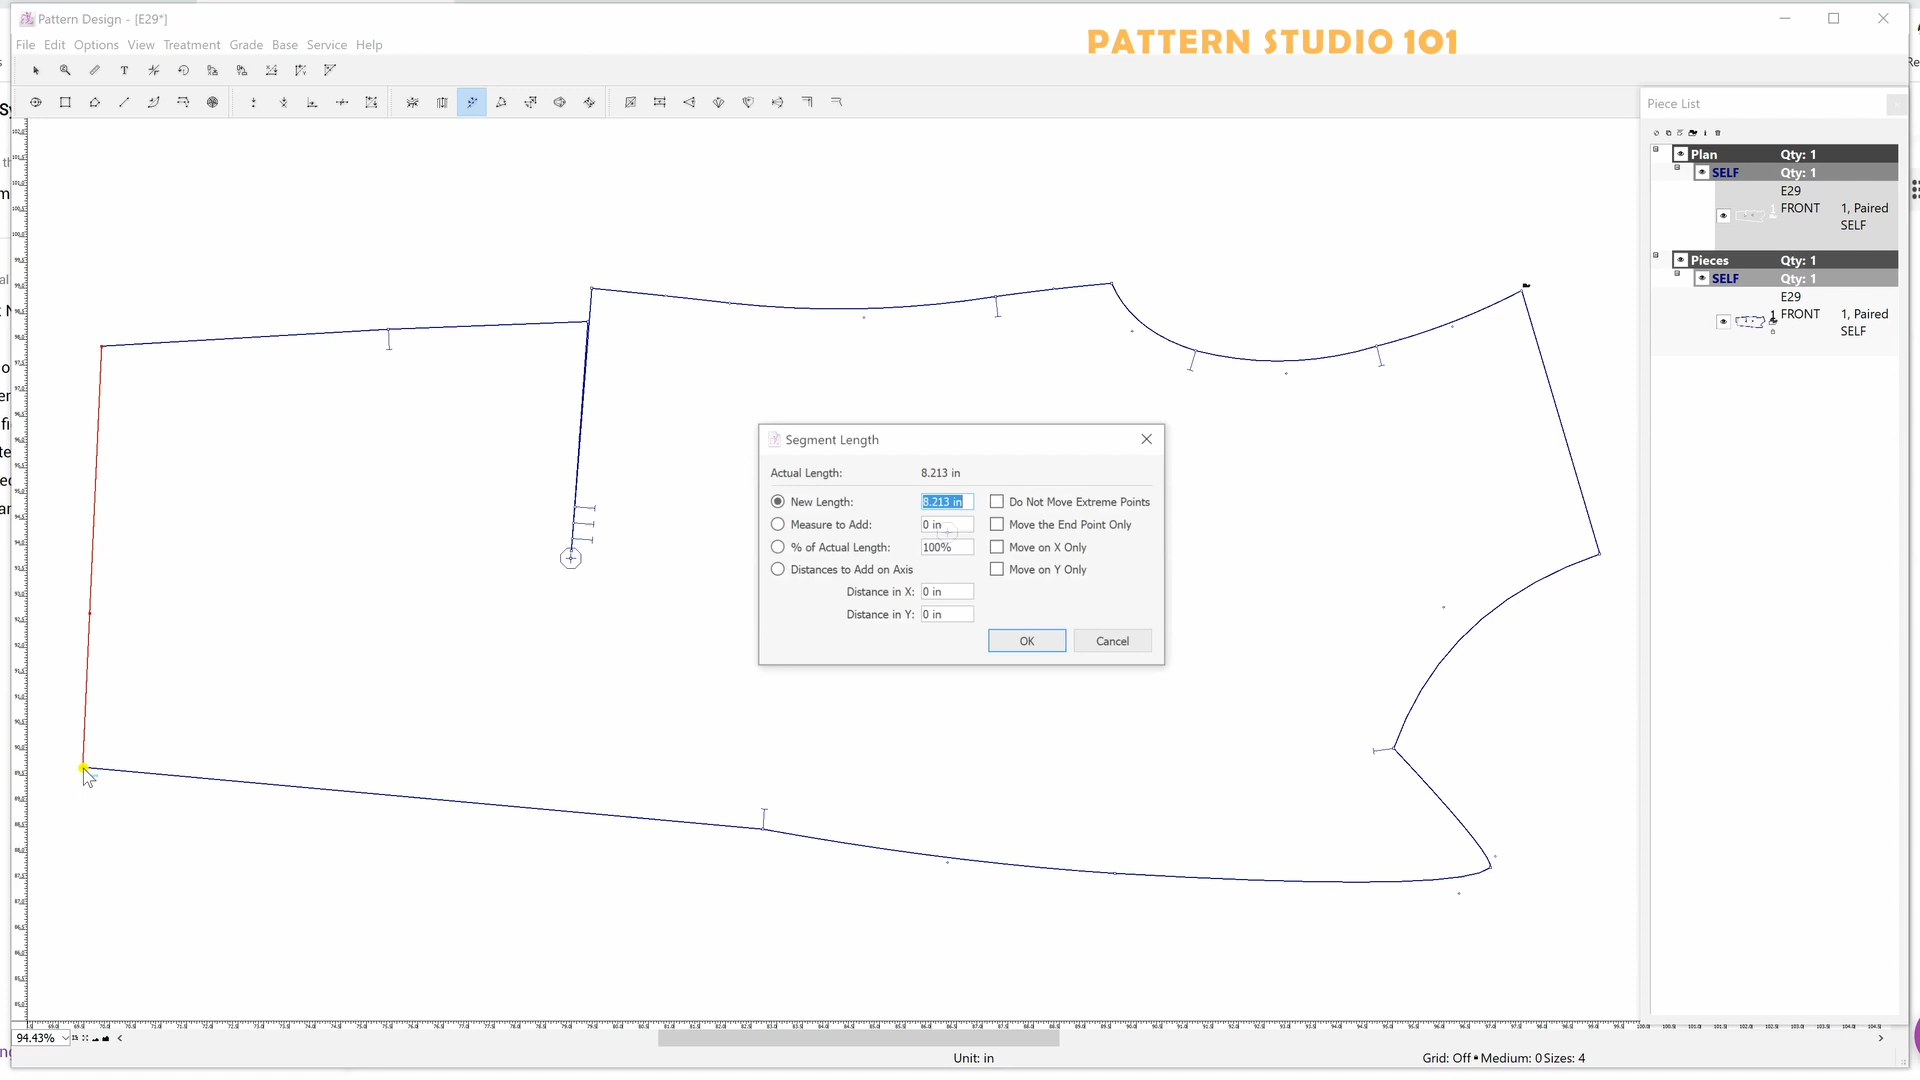 Pattern Design - [E29*]
PATTERN STUDIO 101
File Edit Options View Treatment Grade Base Service Help
Piece List
Plan Qty: 1
SELF Qty: 1
E29
FRONT 1, Paired
SELF
Pieces Qty: 1
SELF Qty: 1
E29
1 FRONT 1, Paired
SELF
Segment Length
Actual Length: 8.213 in
New Length: 8.213 in Do Not Move Extreme Points
Measure to Add: 0 in Move the End Point Only
% of Actual Length: 100% Move on X Only
Distances to Add on Axis Move on Y Only
Distance in X: 0 in
Distance in Y: 0 in
OK Cancel
94.43%
Unit: in
Grid: Off Medium: 0 Sizes: 4